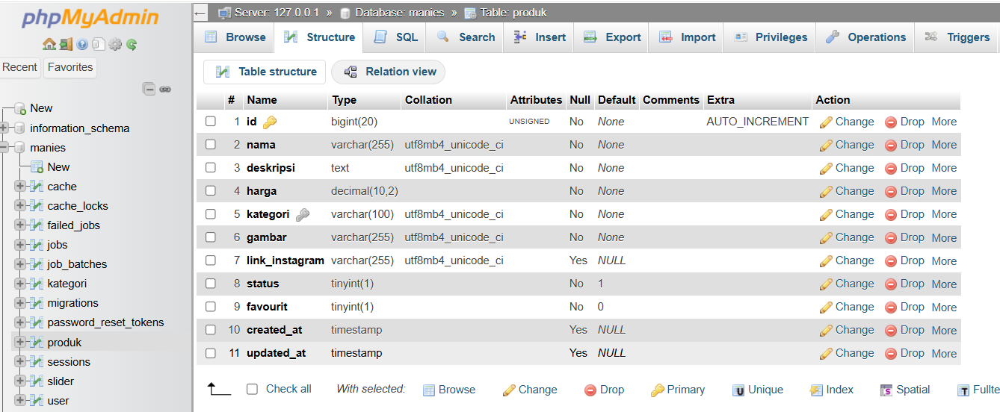 phpMyAdmin
Recent Favorites
New
information_schema
manies
New
cache
cache_locks
failed_jobs
jobs
job_batches
kategori
migrations
password_reset_tokens
produk
sessions
slider
user
Server: 127.0.0.1 » Database: manies » Table: produk
Browse Structure SQL Search Insert Export Import Privileges Operations Triggers
Table structure Relation view
# Name Type Collation Attributes Null Default Comments Extra Action
1 id bigint(20) UNSIGNED No None AUTO_INCREMENT Change Drop More
2 nama varchar(255) utf8mb4_unicode_ci No None Change Drop More
3 deskripsi text utf8mb4_unicode_ci No None Change Drop More
4 harga decimal(10,2) No None Change Drop More
5 kategori varchar(100) utf8mb4_unicode_ci No None Change Drop More
6 gambar varchar(255) utf8mb4_unicode_ci No None Change Drop More
7 link_instagram varchar(255) utf8mb4_unicode_ci Yes NULL Change Drop More
8 status tinyint(1) No 1 Change Drop More
9 favourit tinyint(1) No 0 Change Drop More
10 created_at timestamp Yes NULL Change Drop More
11 updated_at timestamp Yes NULL Change Drop More
Check all With selected: Browse Change Drop Primary Unique Index Spatial Fullte